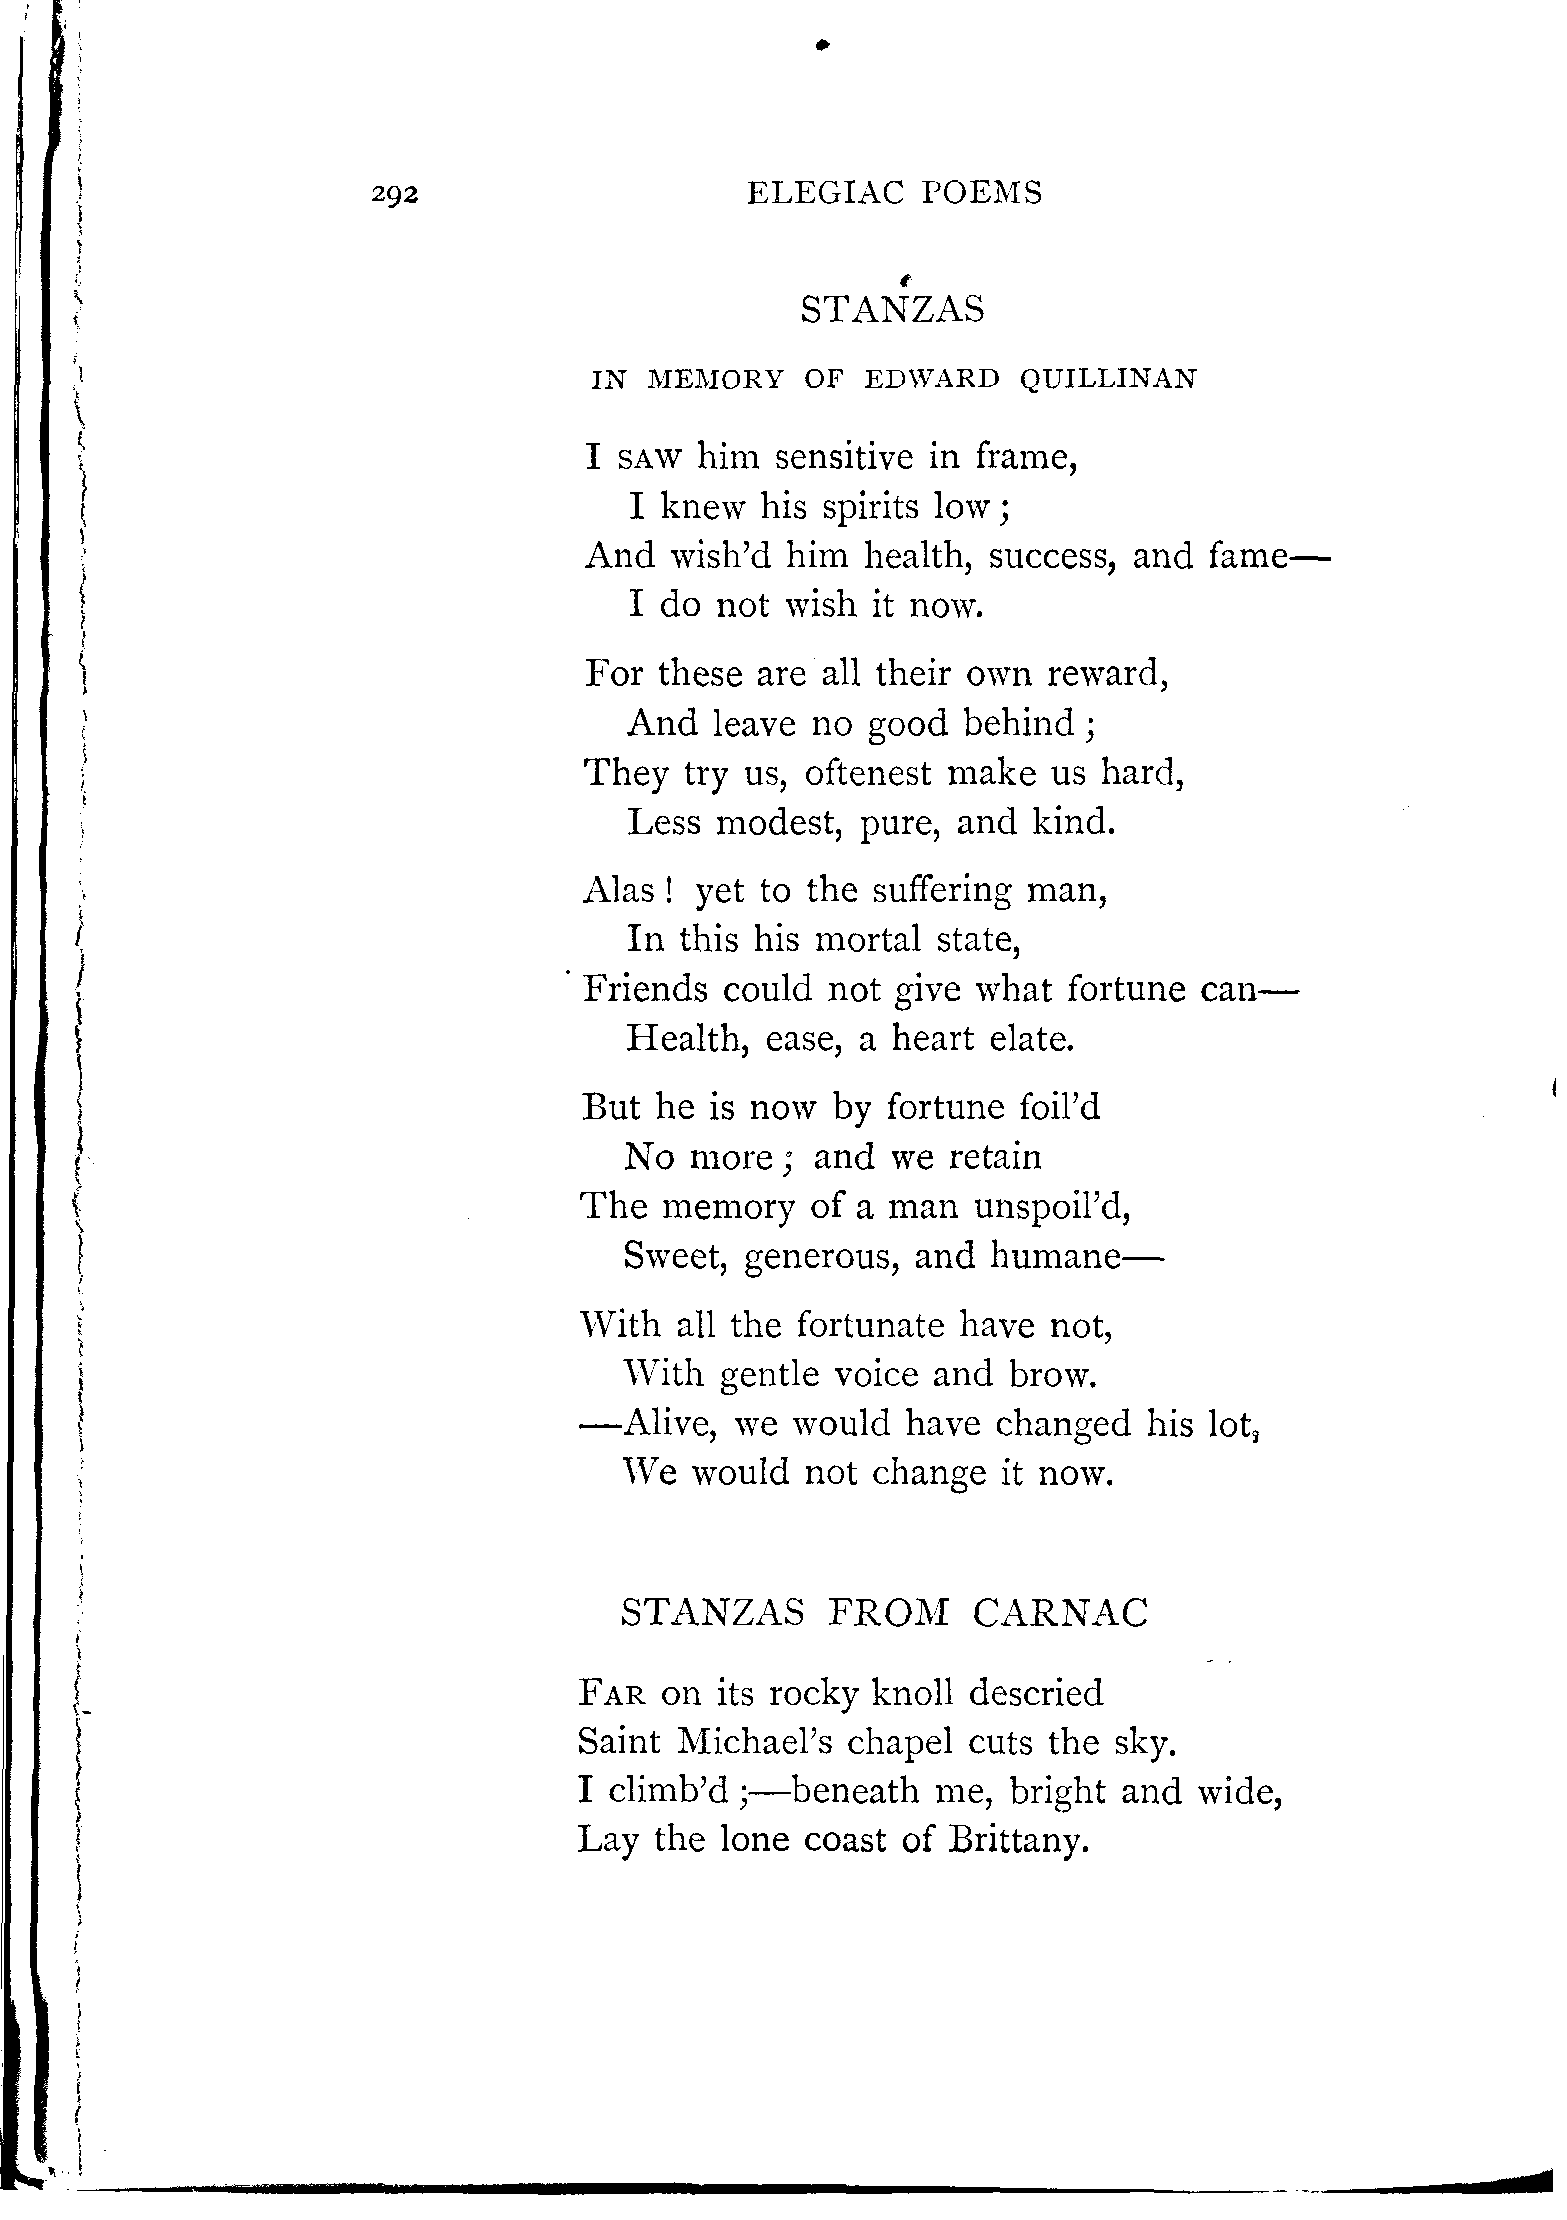 292 ELEGIAC POEMS
STANZAS
IN MEMORY OF EDWARD QUILLINAN
I SAW him sensitive in frame,
I knew his spirits low;
And wish'd him health, success, and fame—
I do not wish it now.
For these are all their own reward,
And leave no good behind;
They try us, oftenest make us hard,
Less modest, pure, and kind.
Alas! yet to the suffering man,
In this his mortal state,
Friends could not give what fortune can—
Health, ease, a heart elate.
But he is now by fortune foil'd
No more; and we retain
The memory of a man unspoil'd,
Sweet, generous, and humane—
With all the fortunate have not,
With gentle voice and brow.
—Alive, we would have changed his lot,
We would not change it now.
STANZAS FROM CARNAC
FAR on its rocky knoll descried
Saint Michael's chapel cuts the sky.
I climb'd;—beneath me, bright and wide,
Lay the lone coast of Brittany.